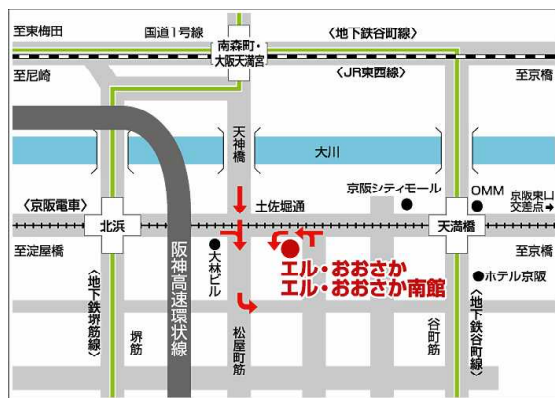 至東梅田
国道1号線
南森町・
大阪天満宮
〈地下鉄谷町線〉
至尼崎
〈JR東西線〉
至京橋
天神橋
大川
京阪シティモール
OMM
京阪東口
交差点
〈京阪電車〉
北浜
土佐堀通
天満橋
至淀屋橋
阪神高速環状線
大林ビル
エル・おおさか
エル・おおさか南館
至京橋
ホテル京阪
〈地下鉄堺筋線〉
堺筋
松屋町筋
谷町筋
〈地下鉄谷町線〉